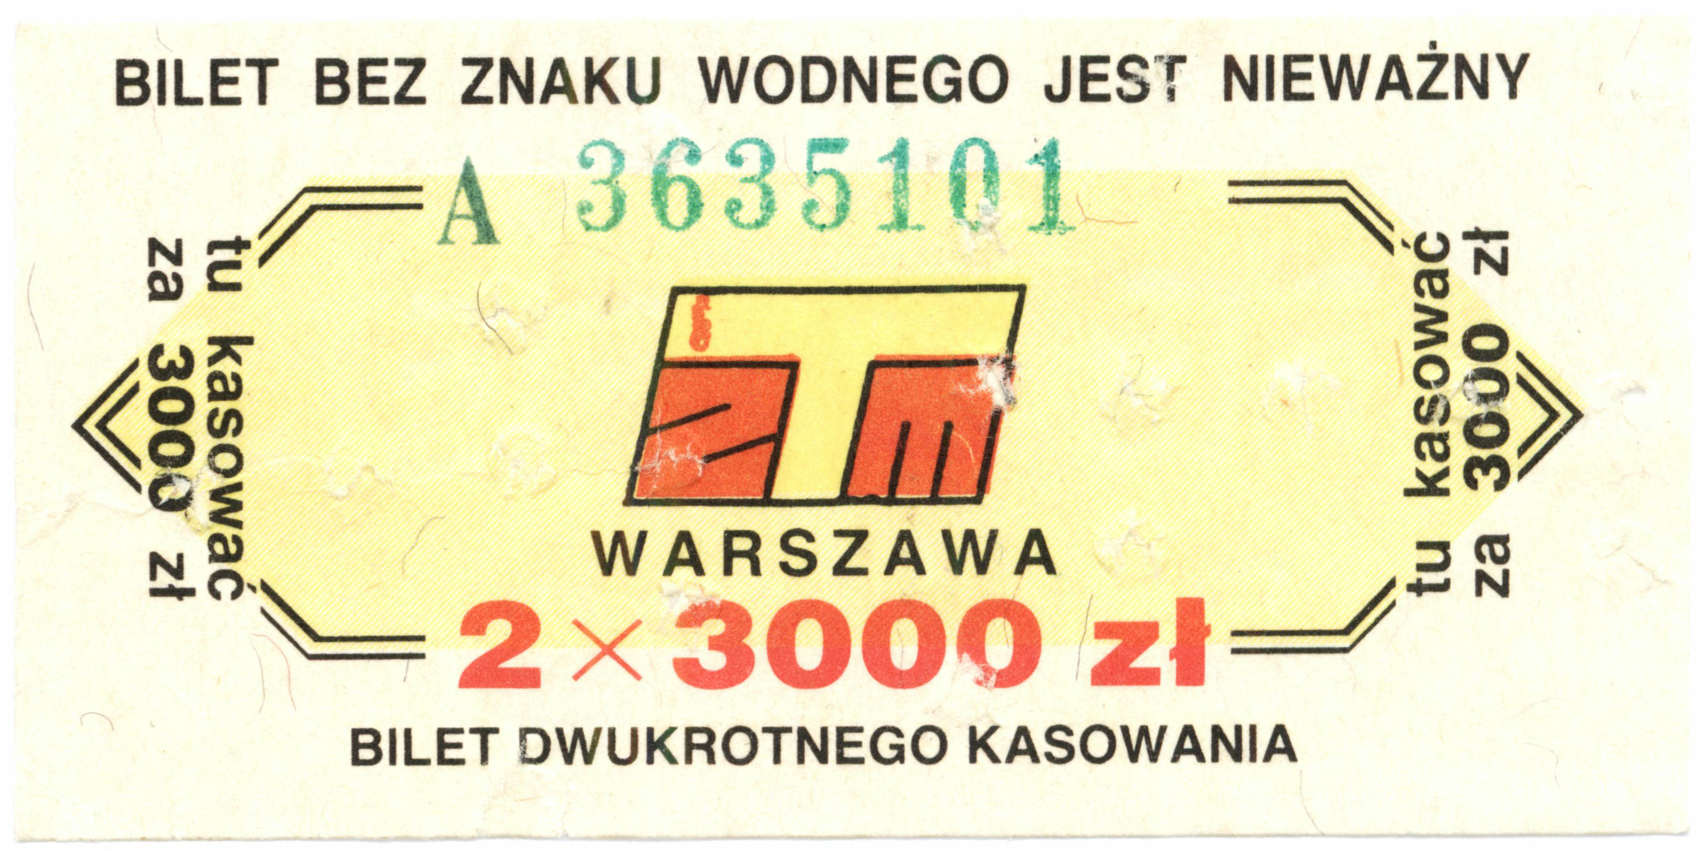 BILET BEZ ZNAKU WODNEGO JEST NIEWAŻNY
A 3635101
tu kasować
za 3000 zł
ZTM
WARSZAWA
2 × 3000 zł
tu kasować
za 3000 zł
BILET DWUKROTNEGO KASOWANIA